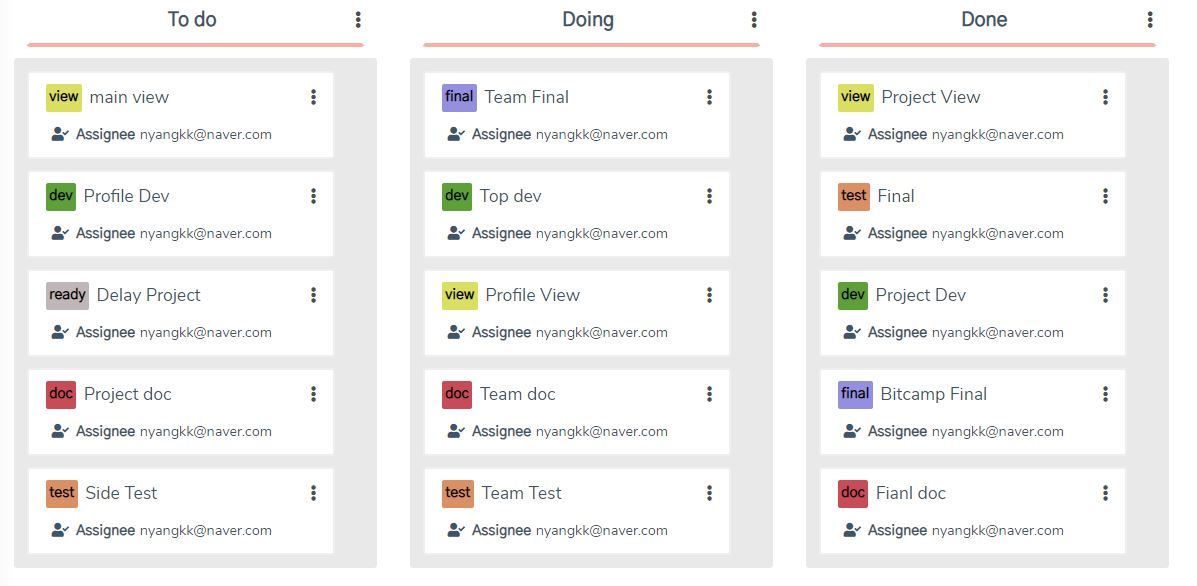 To do
view main view
Assignee nyangkk@naver.com
dev Profile Dev
Assignee nyangkk@naver.com
ready Delay Project
Assignee nyangkk@naver.com
doc Project doc
Assignee nyangkk@naver.com
test Side Test
Assignee nyangkk@naver.com
Doing
final Team Final
Assignee nyangkk@naver.com
dev Top dev
Assignee nyangkk@naver.com
view Profile View
Assignee nyangkk@naver.com
doc Team doc
Assignee nyangkk@naver.com
test Team Test
Assignee nyangkk@naver.com
Done
view Project View
Assignee nyangkk@naver.com
test Final
Assignee nyangkk@naver.com
dev Project Dev
Assignee nyangkk@naver.com
final Bitcamp Final
Assignee nyangkk@naver.com
doc Fianl doc
Assignee nyangkk@naver.com